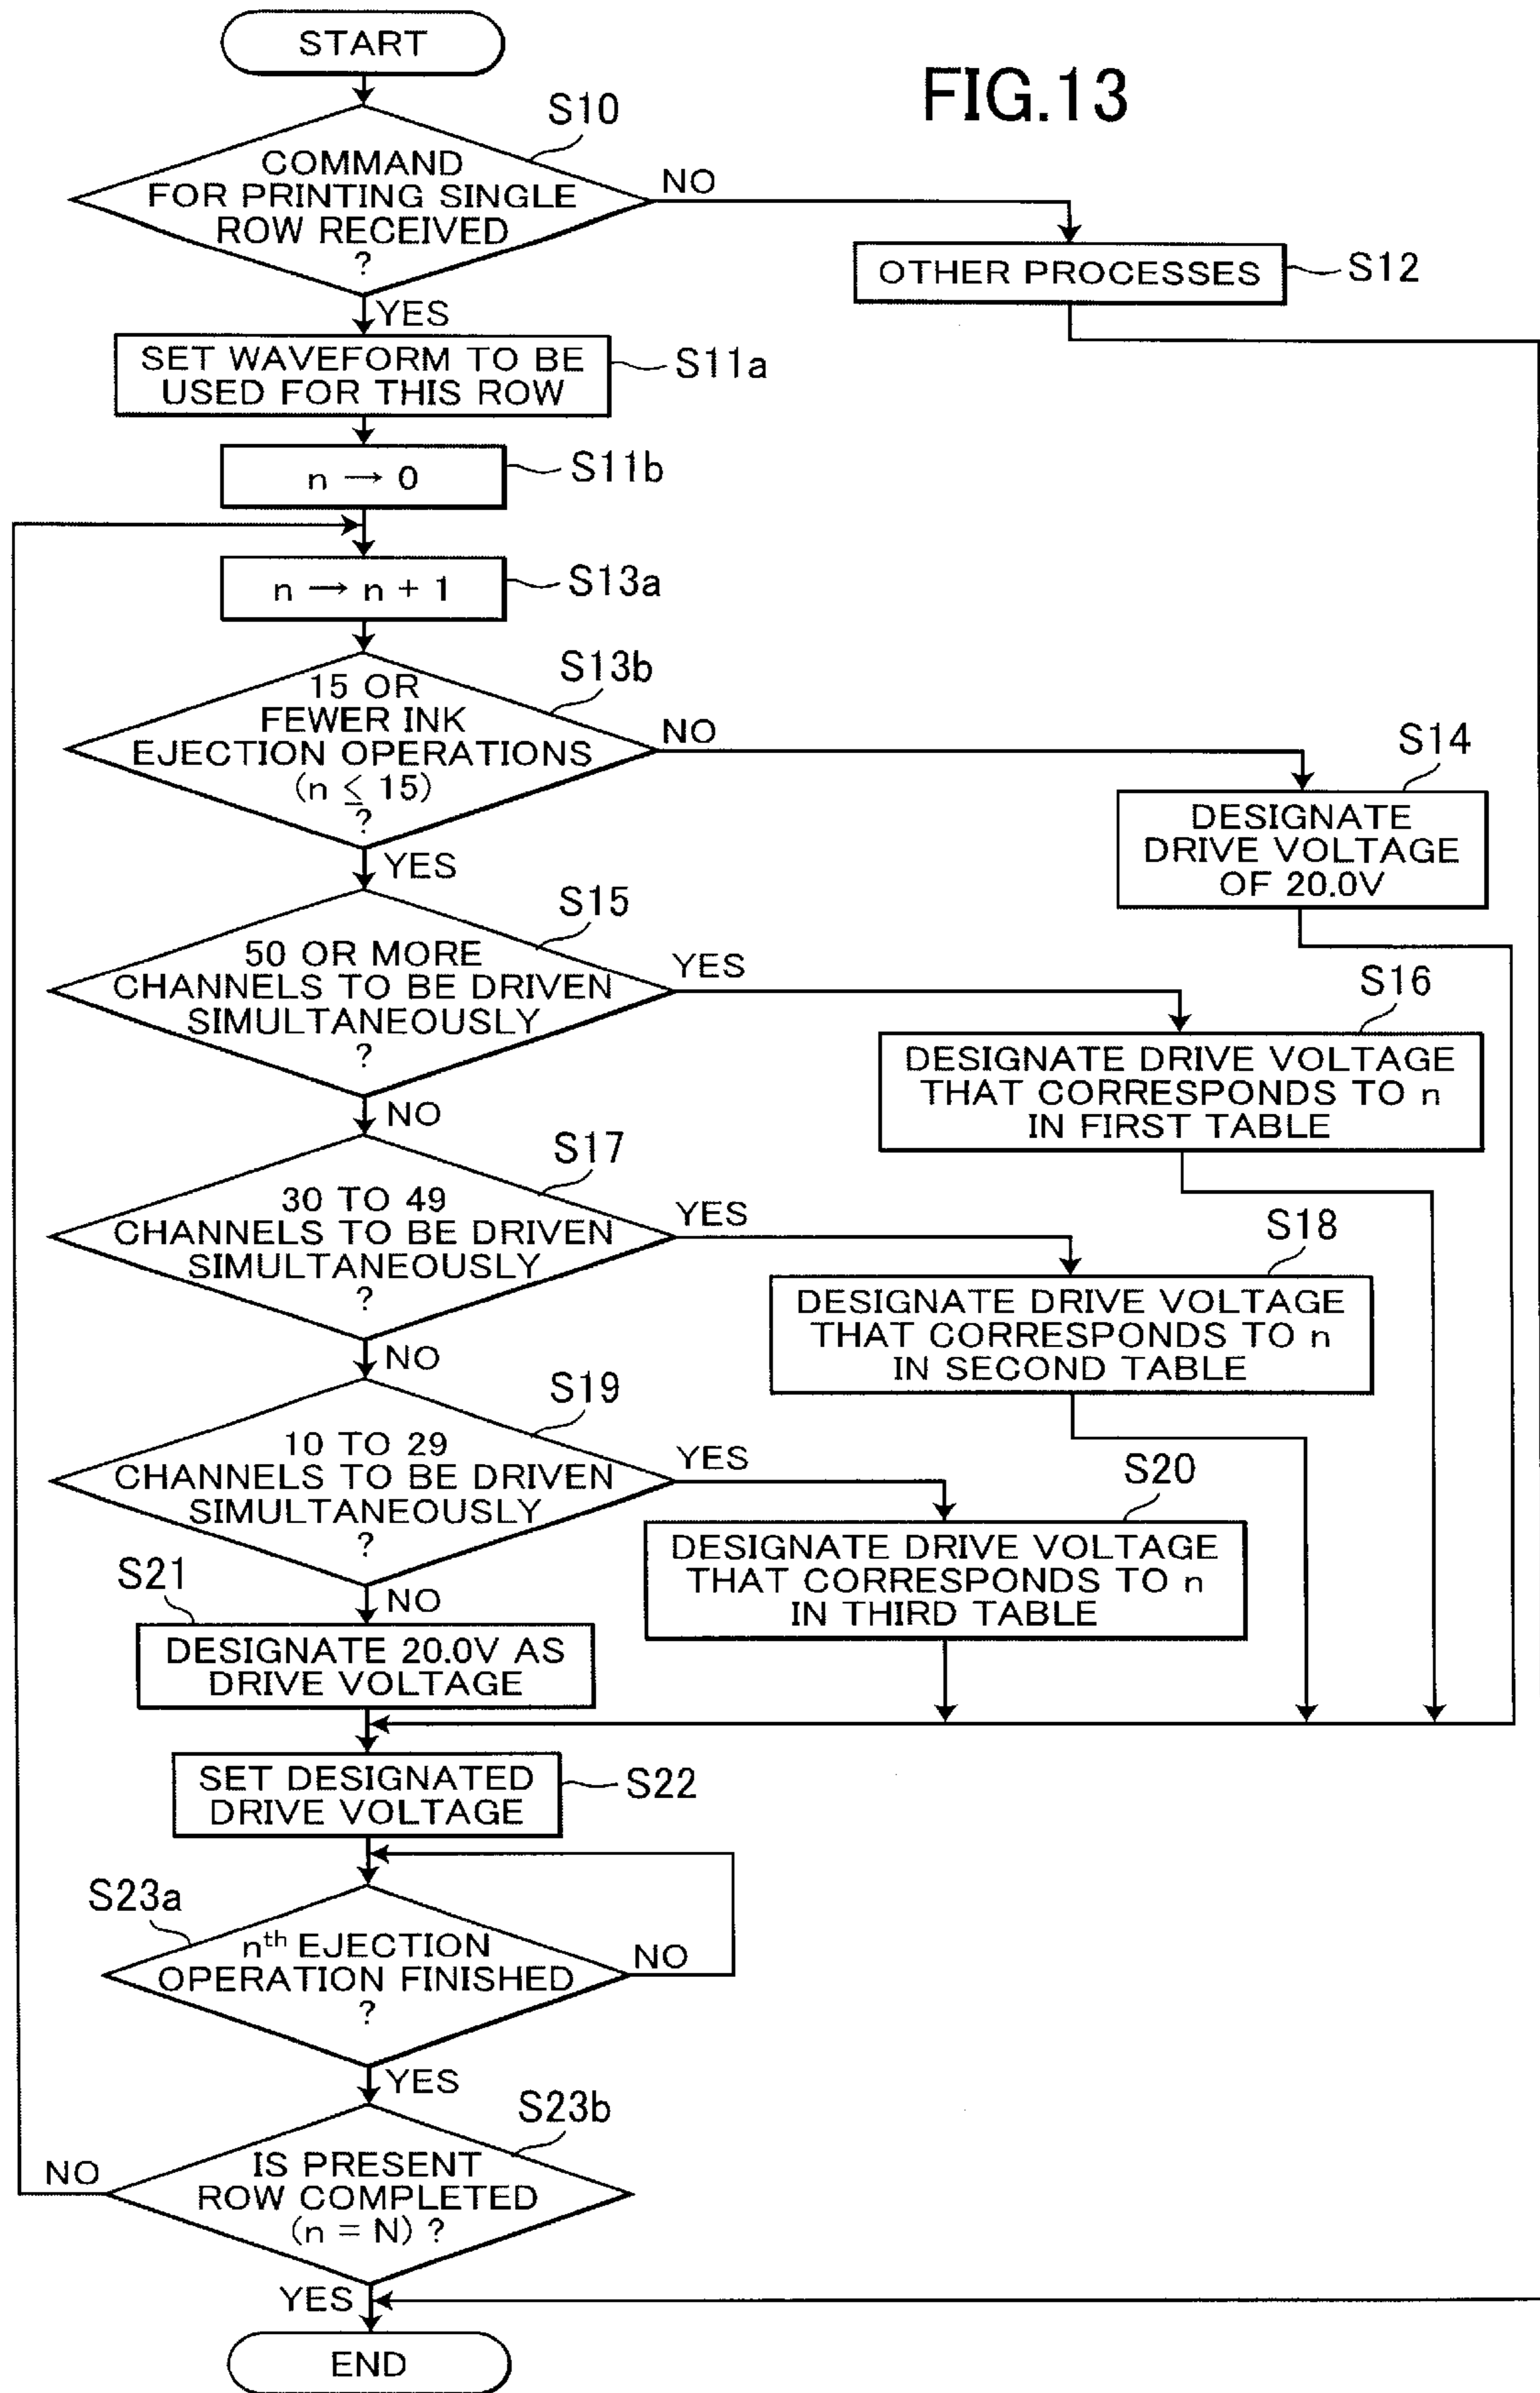 START
FIG.13
S10
COMMAND
FOR PRINTING SINGLE
ROW RECEIVED
?
NO
YES
OTHER PROCESSES
S12
SET WAVEFORM TO BE
USED FOR THIS ROW
S11a
n → 0
S11b
n → n + 1
S13a
S13b
15 OR
FEWER INK
EJECTION OPERATIONS
(n ≤ 15)
?
NO
YES
S14
DESIGNATE
DRIVE VOLTAGE
OF 20.0V
S15
50 OR MORE
CHANNELS TO BE DRIVEN
SIMULTANEOUSLY
?
YES
NO
S16
DESIGNATE DRIVE VOLTAGE
THAT CORRESPONDS TO n
IN FIRST TABLE
S17
30 TO 49
CHANNELS TO BE DRIVEN
SIMULTANEOUSLY
?
YES
NO
S18
DESIGNATE DRIVE VOLTAGE
THAT CORRESPONDS TO n
IN SECOND TABLE
S19
10 TO 29
CHANNELS TO BE DRIVEN
SIMULTANEOUSLY
?
YES
NO
S20
DESIGNATE DRIVE VOLTAGE
THAT CORRESPONDS TO n
IN THIRD TABLE
S21
DESIGNATE 20.0V AS
DRIVE VOLTAGE
SET DESIGNATED
DRIVE VOLTAGE
S22
S23a
nth EJECTION
OPERATION FINISHED
?
NO
YES
S23b
IS PRESENT
ROW COMPLETED
(n = N) ?
NO
YES
END